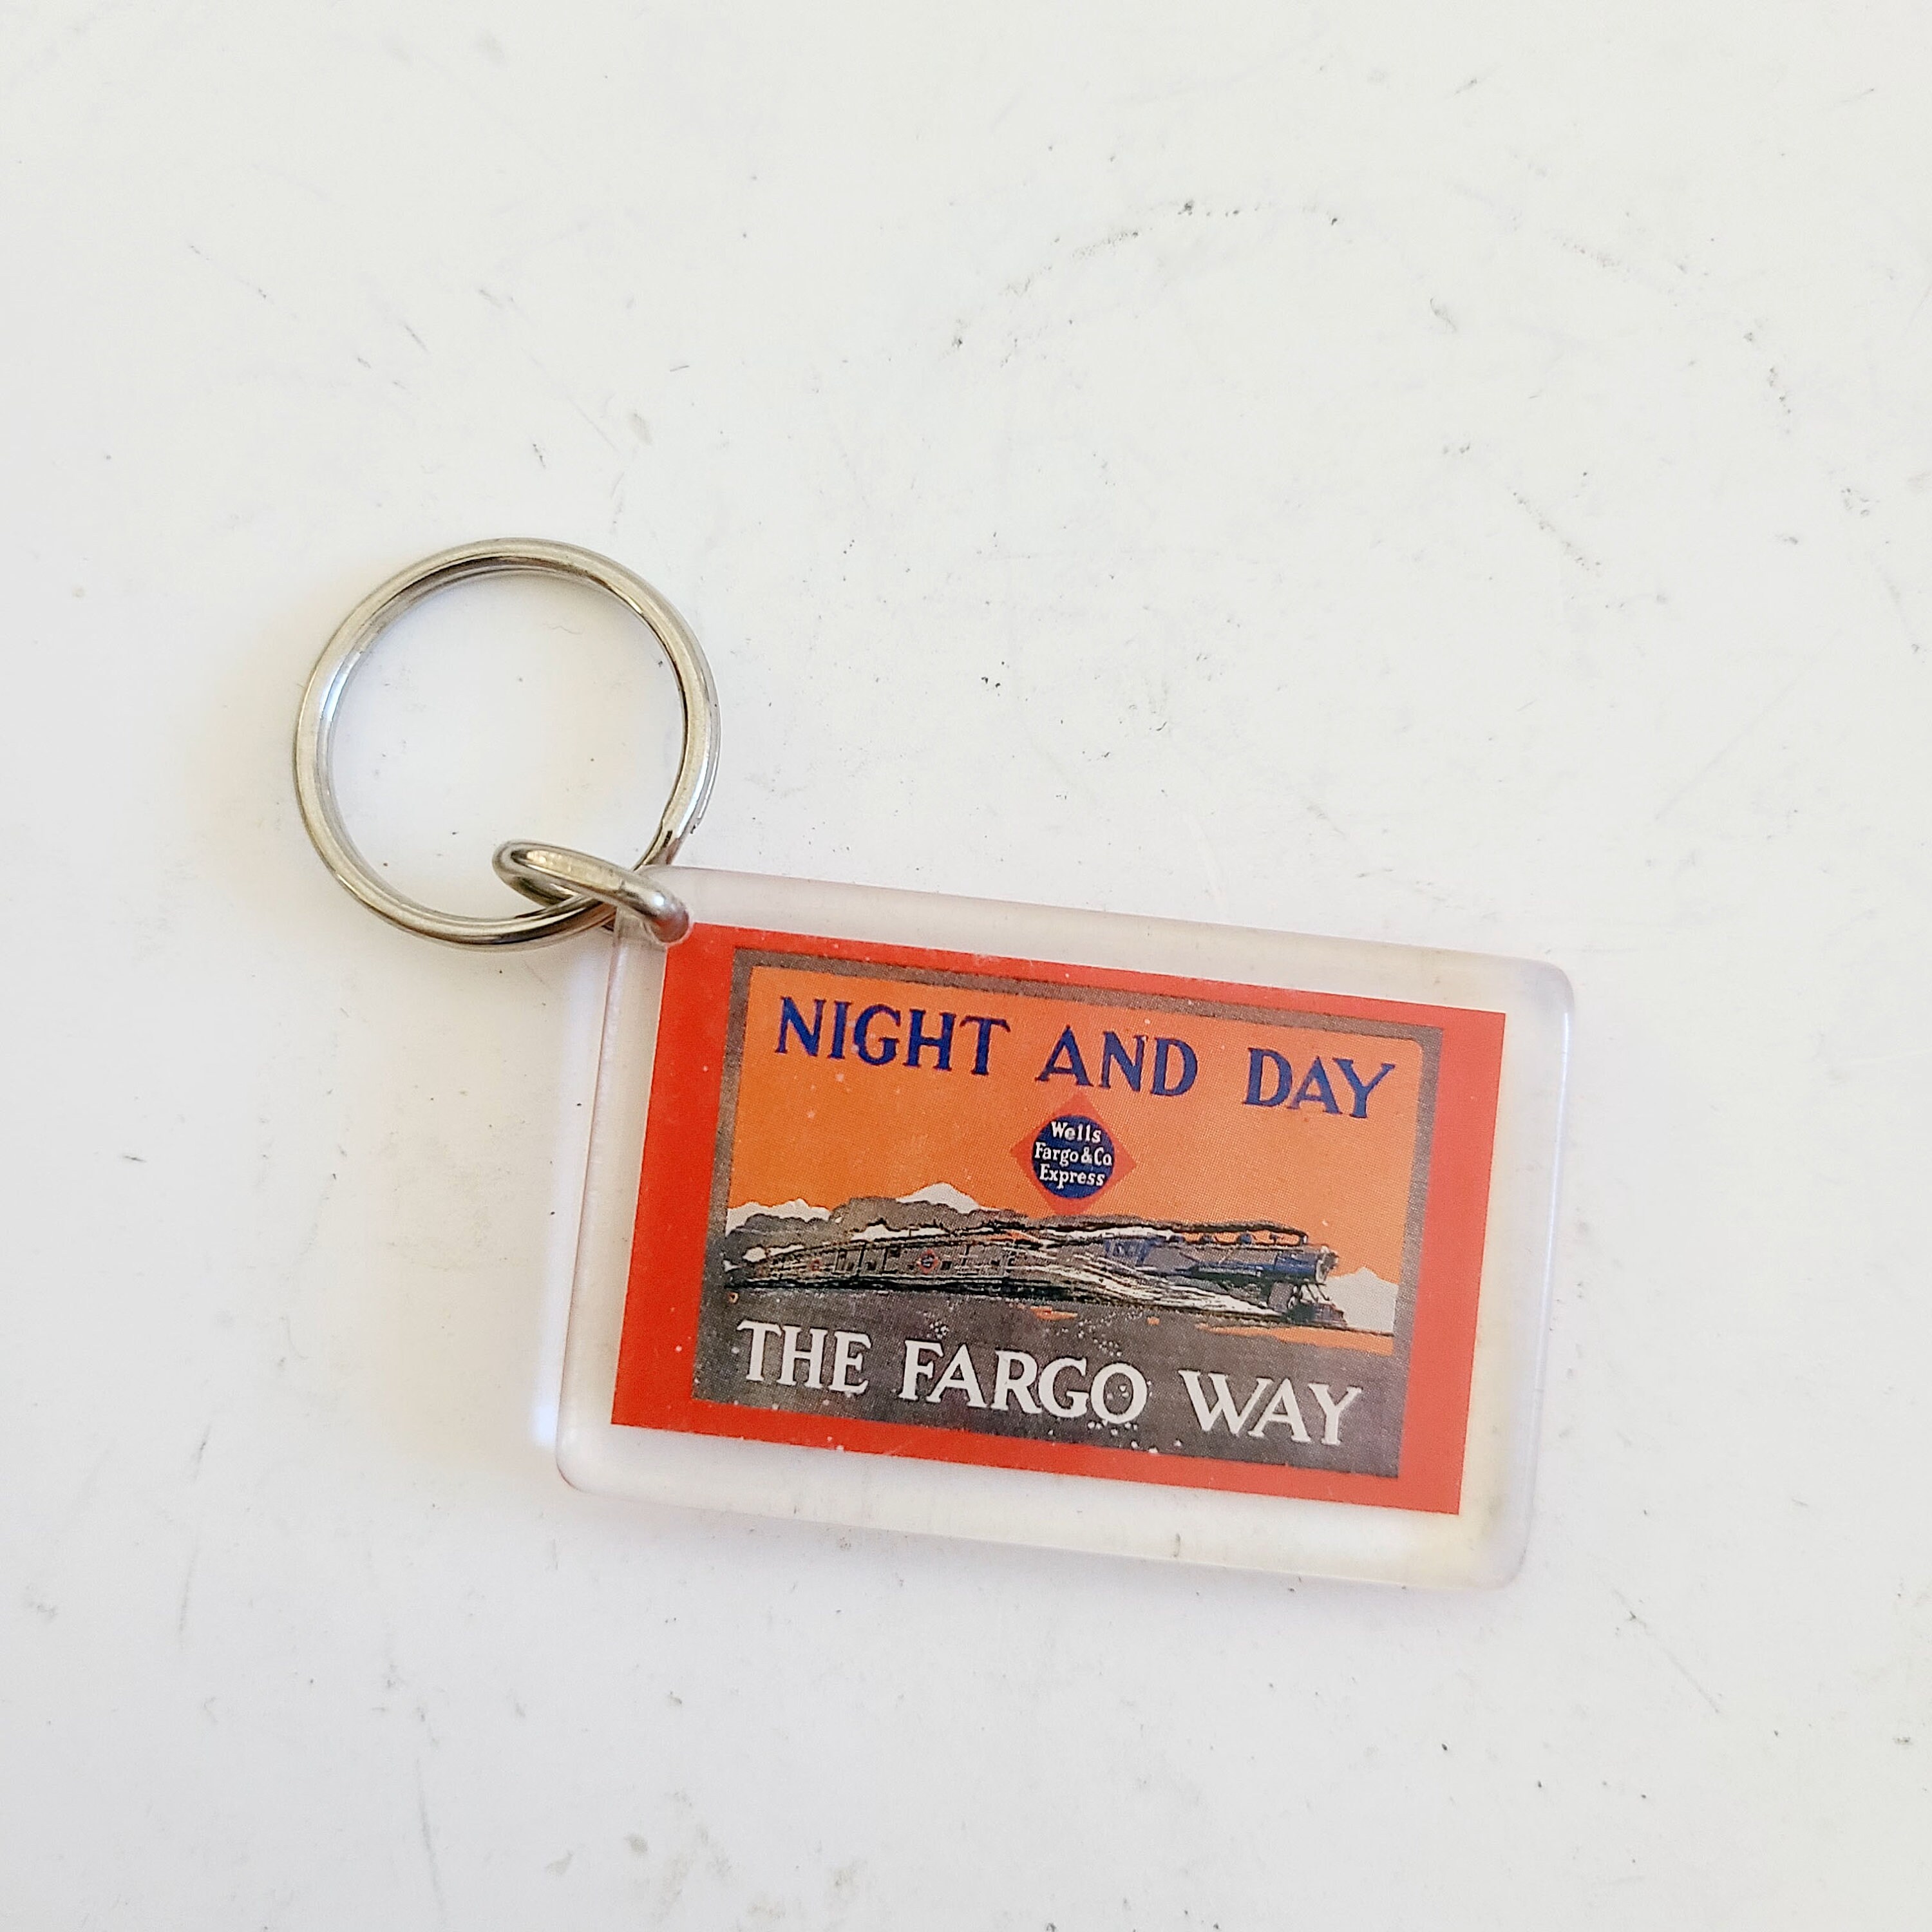 NIGHT AND DAY
Wells
Fargo & Co
Express
THE FARGO WAY